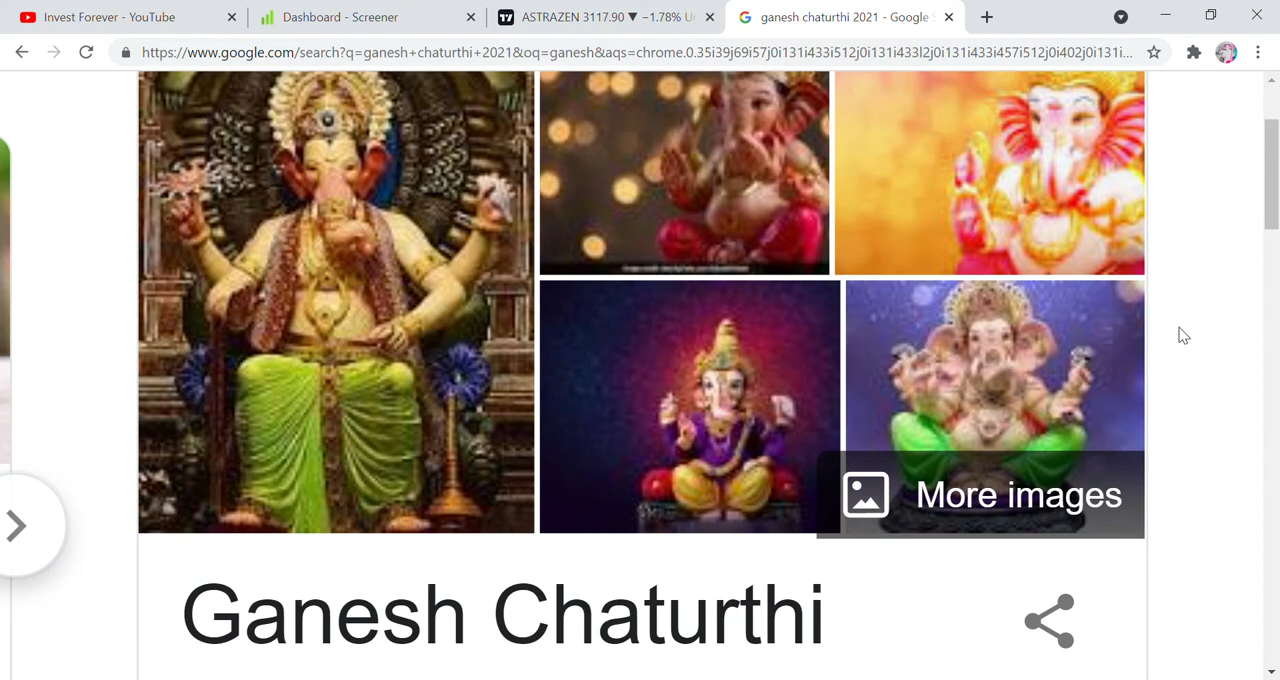 Invest Forever - YouTube
Dashboard - Screener
ASTRAZEN 3117.90 ▼ −1.78% U
ganesh chaturthi 2021 - Google
https://www.google.com/search?q=ganesh+chaturthi+2021&oq=ganesh&aqs=chrome.0.35i39j69i57j0i131i433i512j0i131i433l2j0i131i433i457i512j0i402j0i131i...
More images
Ganesh Chaturthi